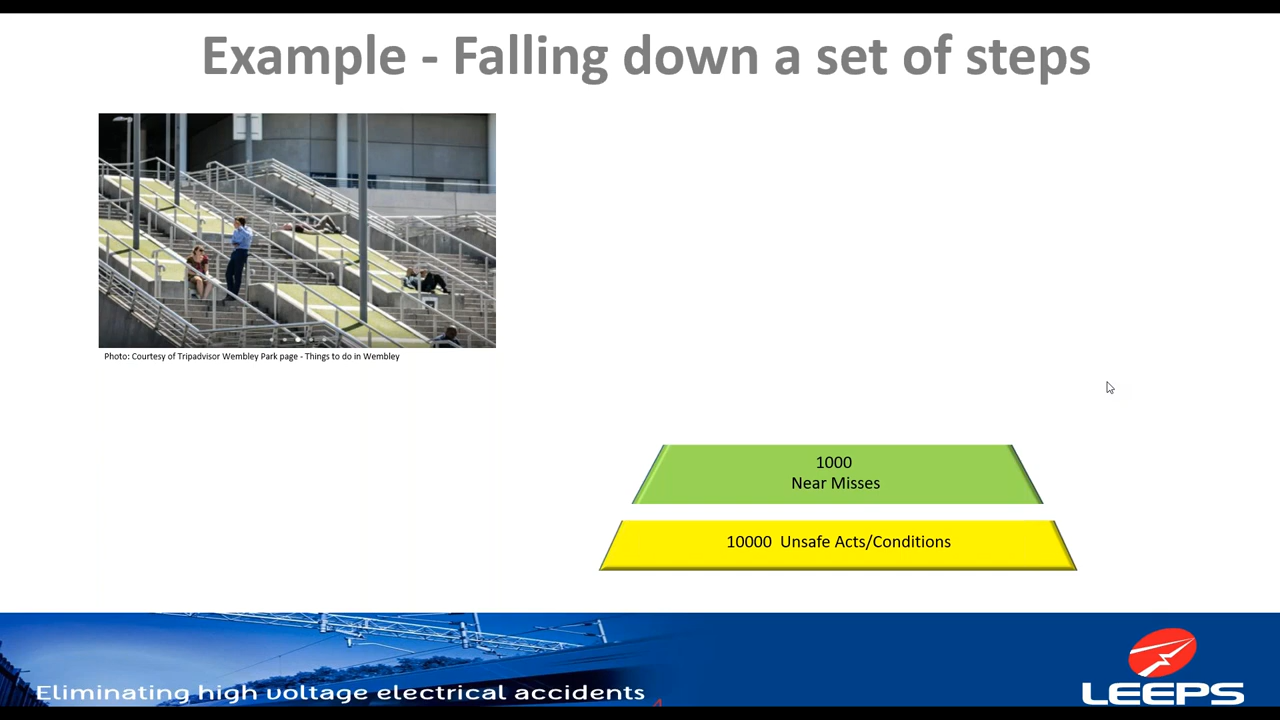 Example - Falling down a set of steps
Photo: Courtesy of Tripadvisor Wembley Park page - Things to do in Wembley
1000
Near Misses
10000  Unsafe Acts/Conditions
Eliminating high voltage electrical accidents
4
LEEPS